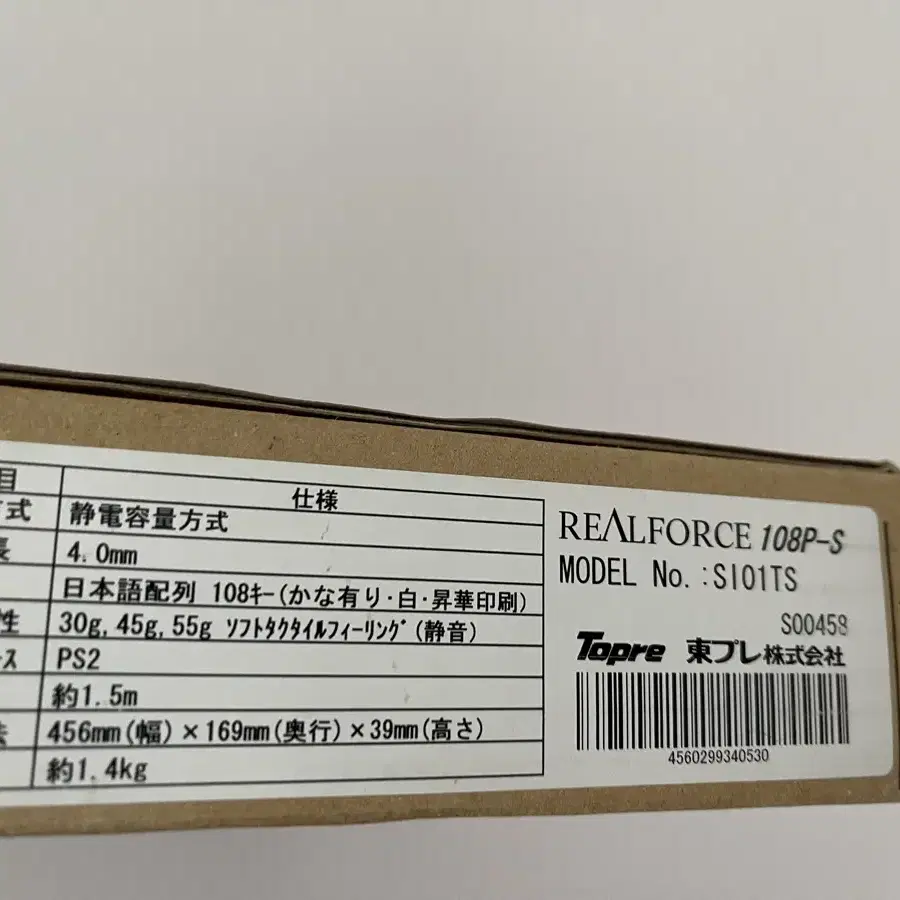 目
仕様
式 静電容量方式
長 4.0mm
日本語配列 108キー(かな有り・白・昇華印刷)
性 30g,45g,55g ソフトタクタイルフィーリング(静音)
ース PS2
約1.5m
法 456mm(幅)×169mm(奥行)×39mm(高さ)
約1.4kg
REALFORCE 108P-S
MODEL No.:SI01TS
S00458
Topre 東プレ株式会社
4560299340530